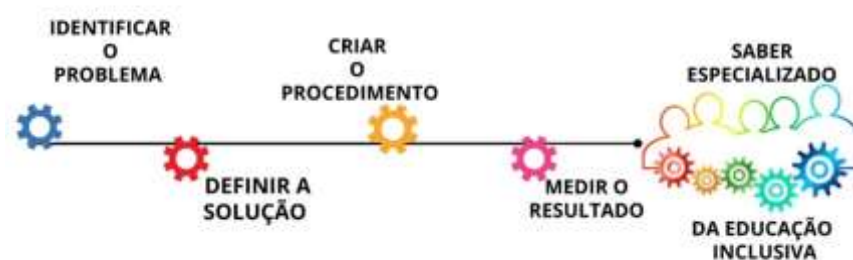 IDENTIFICAR
O
PROBLEMA
DEFINIR A
SOLUÇÃO
CRIAR
O
PROCEDIMENTO
MEDIR O
RESULTADO
SABER
ESPECIALIZADO
DA EDUCAÇÃO
INCLUSIVA